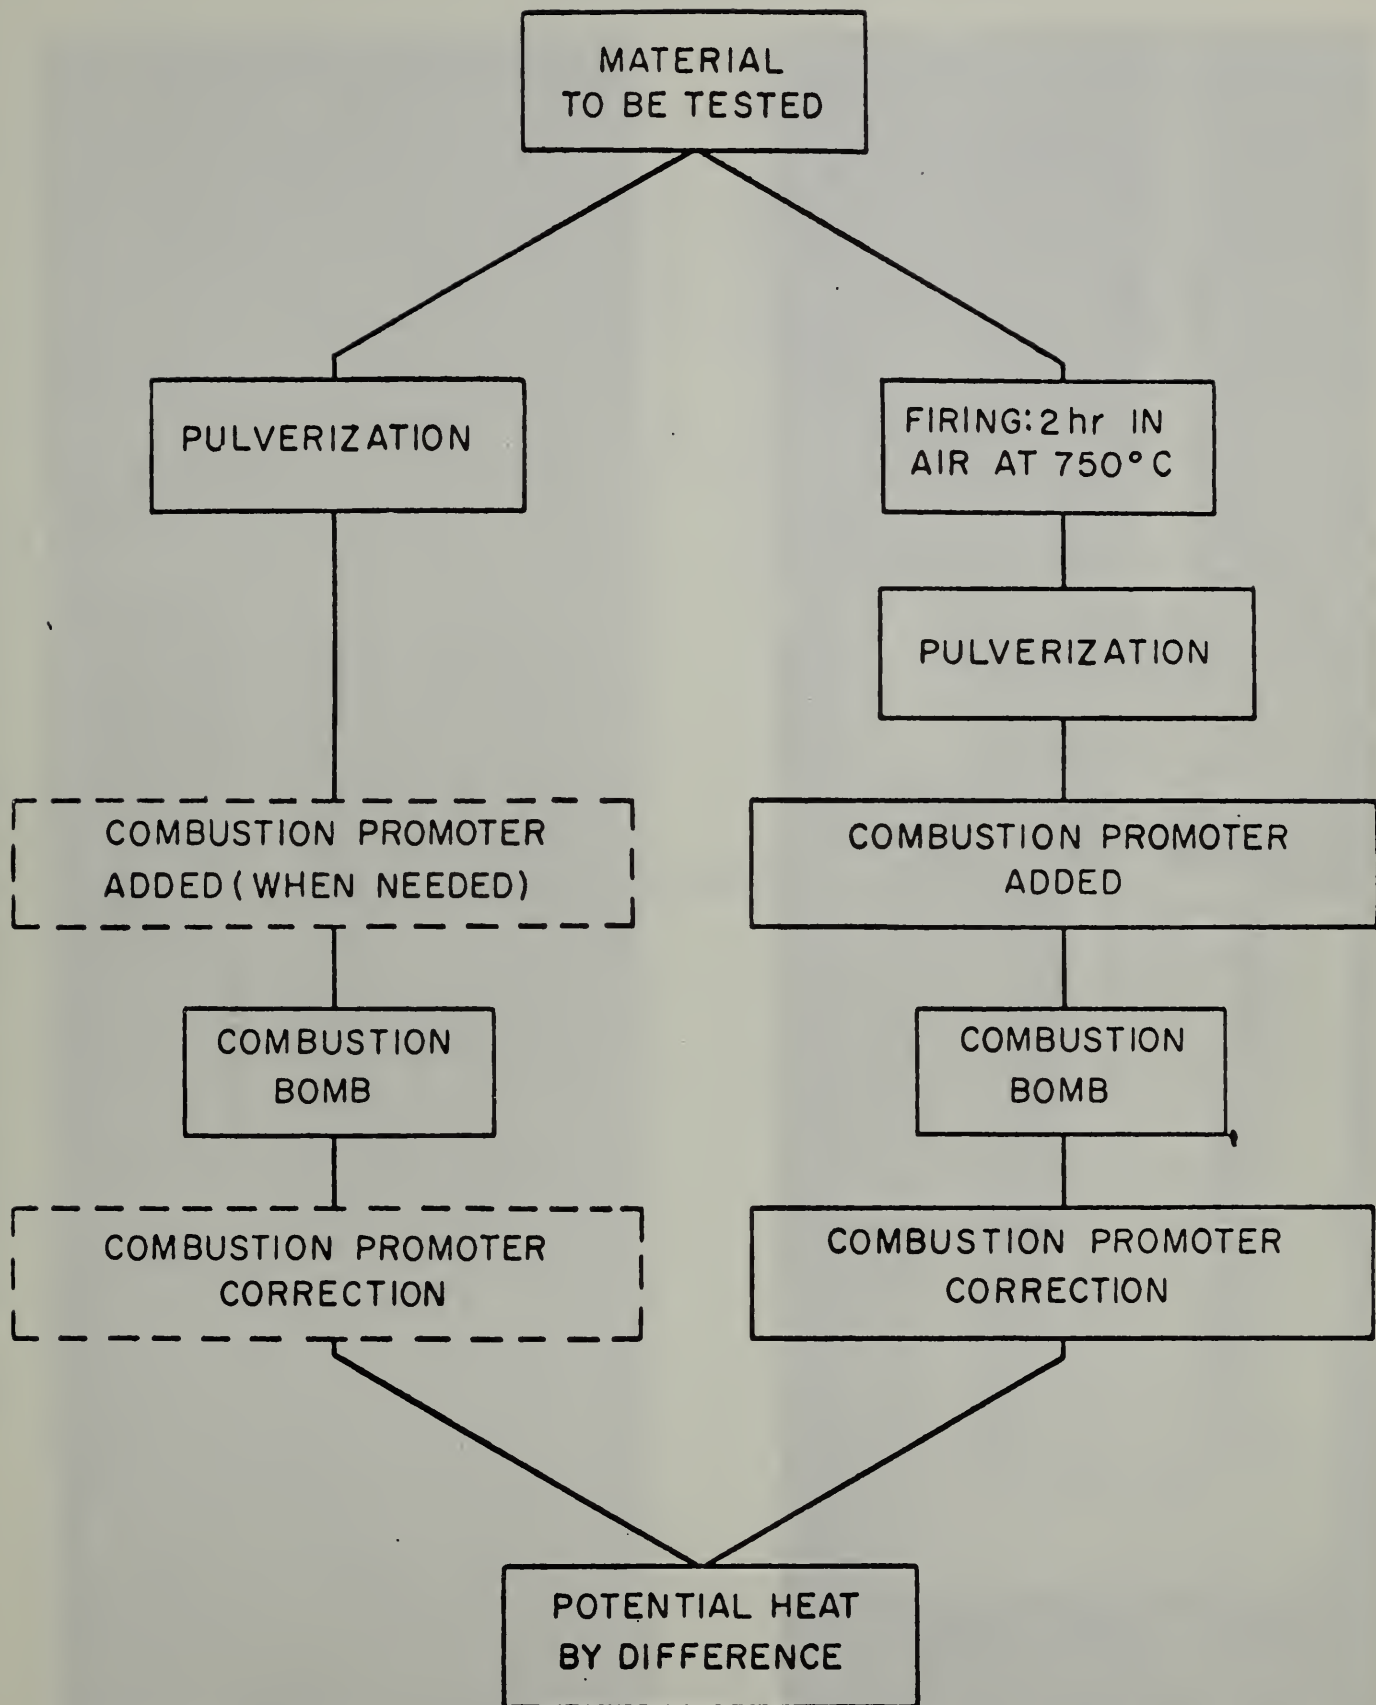 MATERIAL
TO BE TESTED
PULVERIZATION
FIRING: 2 hr IN
AIR AT 750° C
PULVERIZATION
COMBUSTION PROMOTER
ADDED (WHEN NEEDED)
COMBUSTION PROMOTER
ADDED
COMBUSTION
BOMB
COMBUSTION
BOMB
COMBUSTION PROMOTER
CORRECTION
COMBUSTION PROMOTER
CORRECTION
POTENTIAL HEAT
BY DIFFERENCE